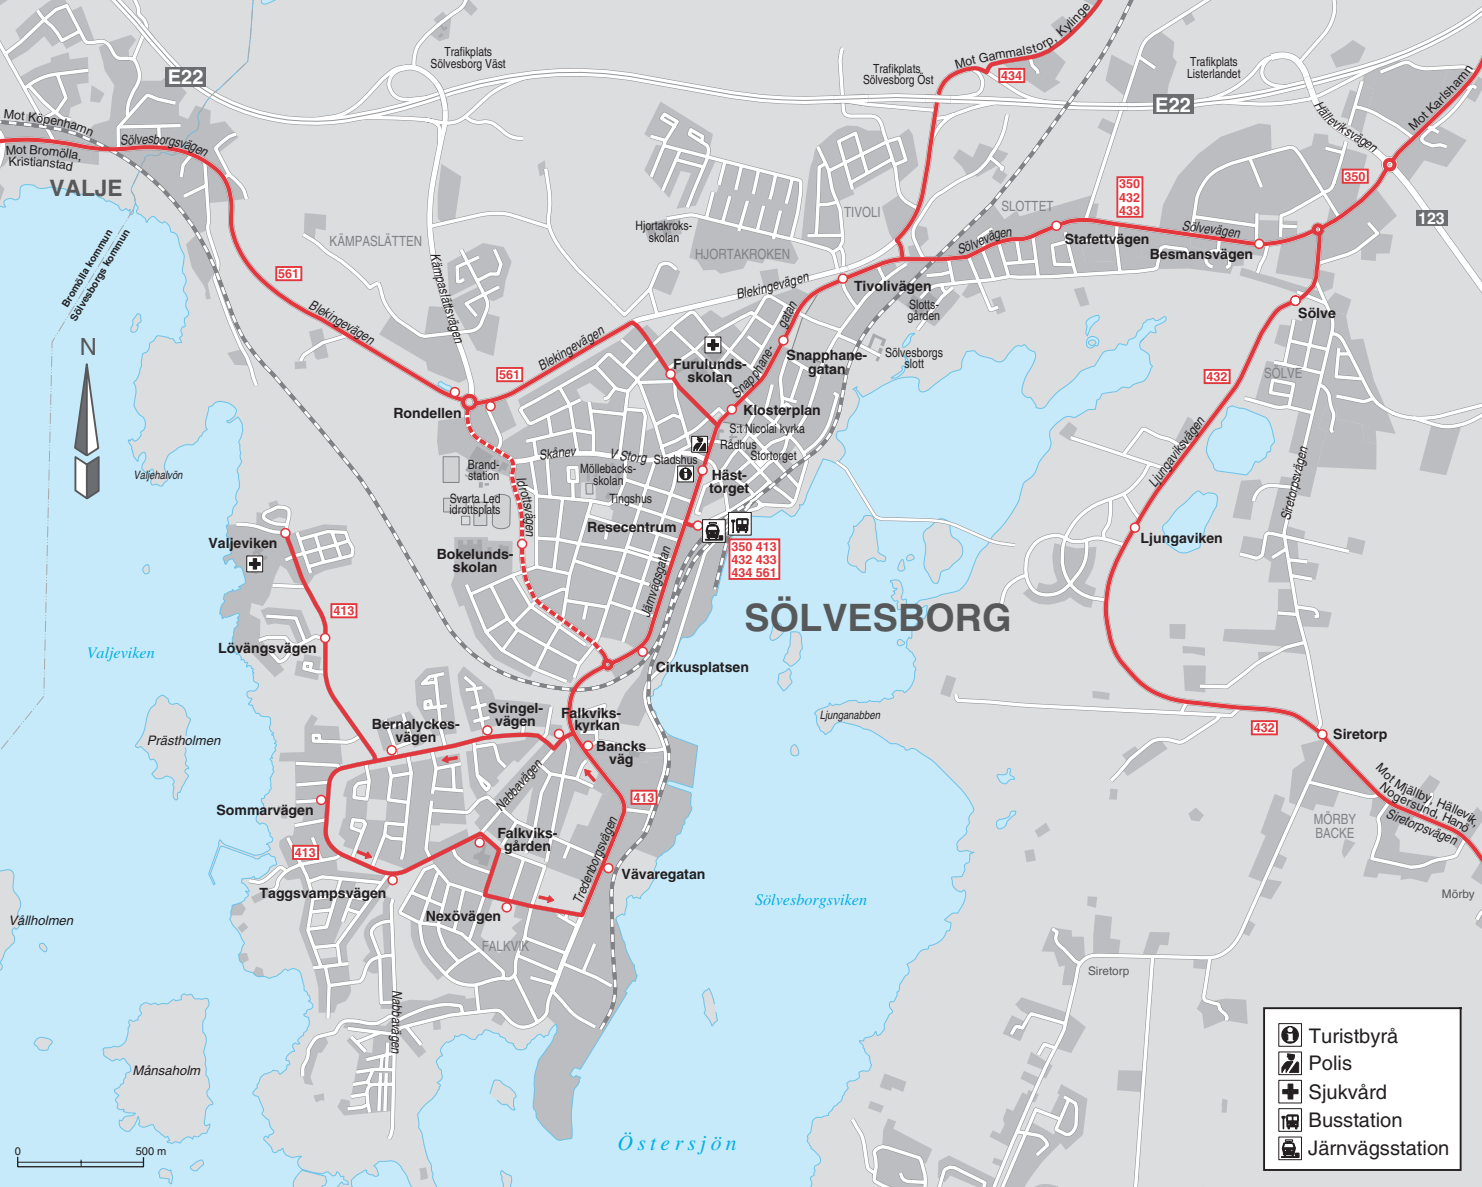 Trafikplats
Sölvesborg Väst
E22
Mot Gammalstorp, Kylinge
434
Trafikplats
Sölvesborg Öst
Trafikplats
Listerlandet
E22
Mot Karlshamn
Hälleviksvägen
Mot Köpenhamn
Sölvesborgsvägen
Mot Bromölla,
Kristianstad
VALJE
350
350
432
433
123
TIVOLI
SLOTTET
Hjortakroks-
skolan
HJORTAKROKEN
KÄMPASLÄTTEN
Bromölla kommun
Sölvesborgs kommun
Sölvevägen
Stafettvägen
Sölvevägen
Besmansvägen
561
Kämpaslättsvägen
Blekingevägen
Tivolivägen
Slotts-
gården
Sölve
Blekingevägen
Blekingevägen
Snapphane-
gatan
N
Furulunds-
skolan
Snapphane-
gatan
Sölvesborgs
slott
SÖLVE
432
561
Rondellen
Klosterplan
S:t Nicolai kyrka
Rådhus
Stortorget
Stadshus
Skånev
V Storg
Möllebacks-
skolan
Tingshus
Häst-
torget
Brand-
station
Svarta Led
idrottsplats
Idrottsvägen
Valjehalvön
Ljungaviksvägen
Siretorpsvägen
Resecentrum
350 413
432 433
434 561
Ljungaviken
Valjeviken
Bokelunds-
skolan
Järnvägsgatan
413
SÖLVESBORG
Lövängsvägen
Valjeviken
Cirkusplatsen
Svingel-
vägen
Falkviks-
kyrkan
Bernalyckes-
vägen
Bancks
väg
Ljunganabben
432
Siretorp
Prästholmen
Nabbavägen
413
Mot Mjällby, Hällevik,
Nogersund, Hanö
Siretorpsvägen
MÖRBY
BACKE
Sommarvägen
Falkviks-
gården
413
Tredenborgsvägen
Vävaregatan
Taggsvampsvägen
Nexövägen
Sölvesborgsviken
Mörby
Vållholmen
FALKVIK
Siretorp
Nabbavägen
Månsaholm
Östersjön
0
500 m
Turistbyrå
Polis
Sjukvård
Busstation
Järnvägsstation